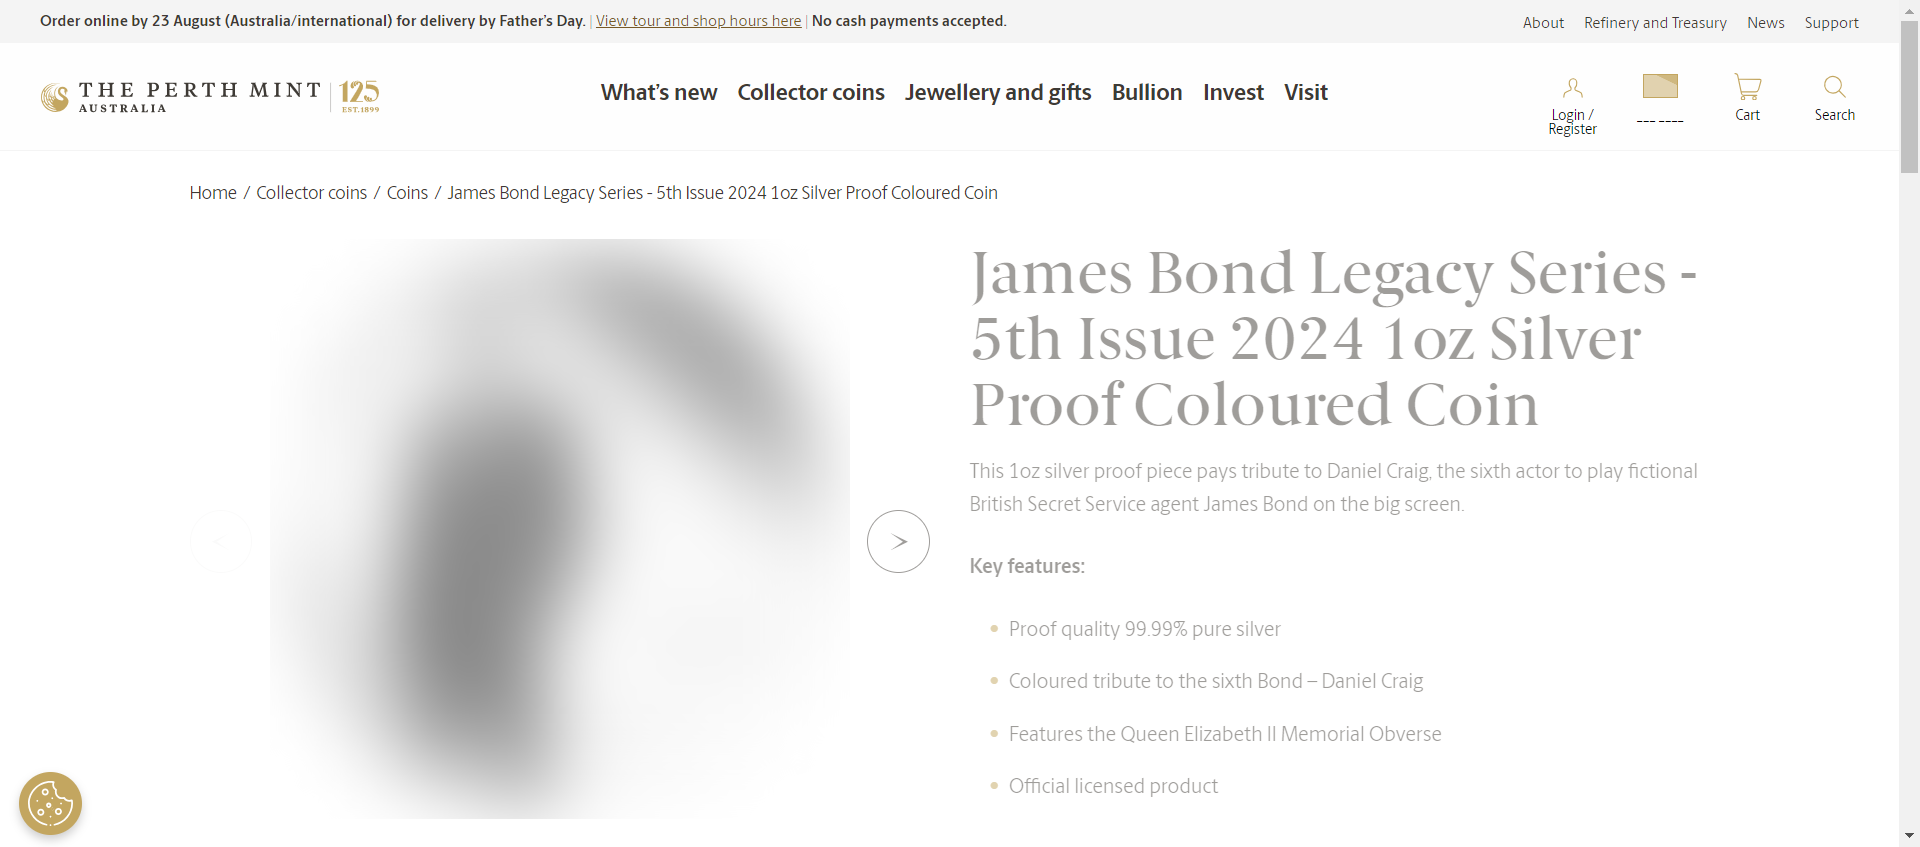 Order online by 23 August (Australia/international) for delivery by Father's Day. | View tour and shop hours here | No cash payments accepted.
About Refinery and Treasury News Support
THE PERTH MINT
AUSTRALIA
125
EST.1899
What's new Collector coins Jewellery and gifts Bullion Invest Visit
Login /
Register
___ ____
Cart
Search
Home / Collector coins / Coins / James Bond Legacy Series - 5th Issue 2024 1oz Silver Proof Coloured Coin
James Bond Legacy Series -
5th Issue 2024 1oz Silver
Proof Coloured Coin
This 1oz silver proof piece pays tribute to Daniel Craig, the sixth actor to play fictional
British Secret Service agent James Bond on the big screen.
Key features:
Proof quality 99.99% pure silver
Coloured tribute to the sixth Bond – Daniel Craig
Features the Queen Elizabeth II Memorial Obverse
Official licensed product